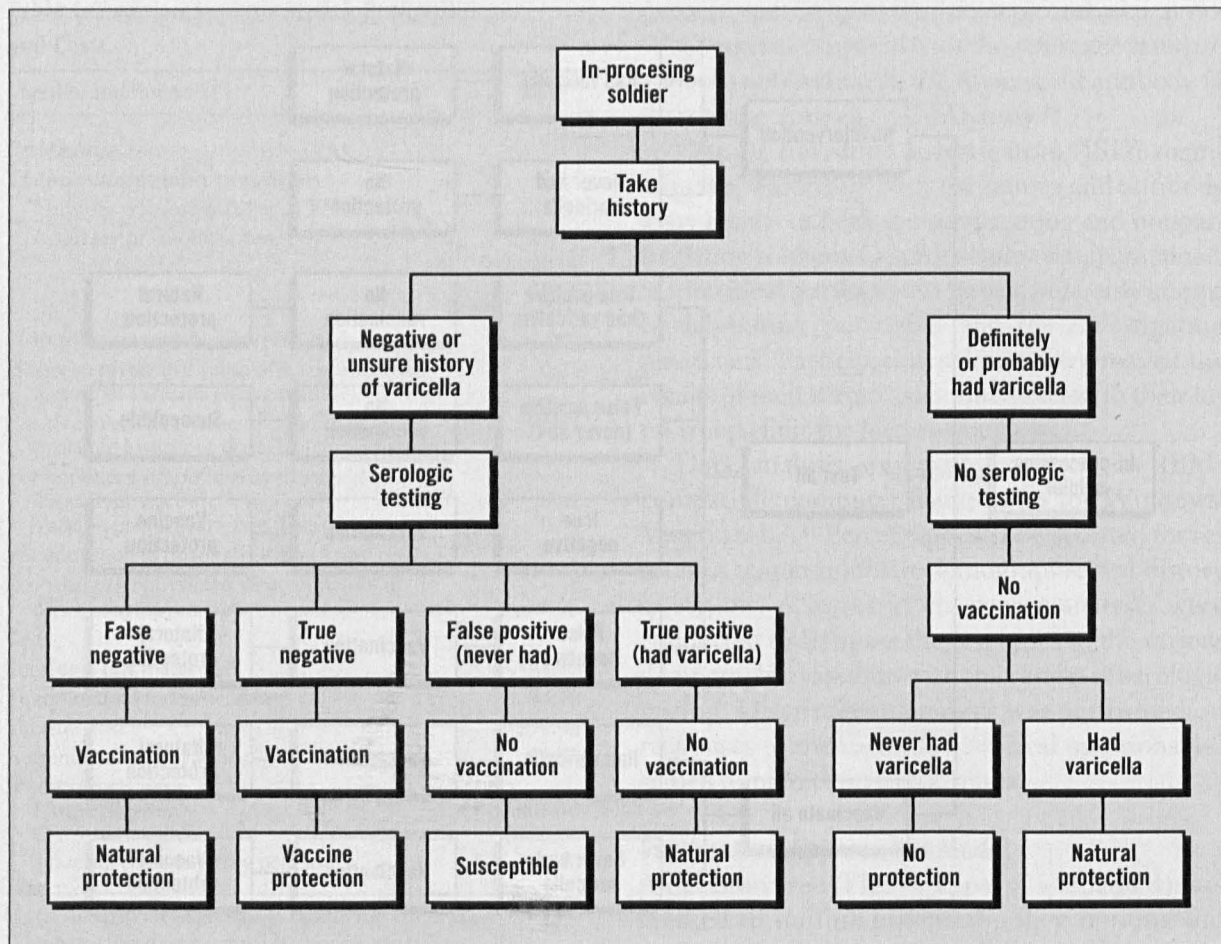 In-procesing
soldier
Take
history
Negative or
unsure history
of varicella
Definitely
or probably
had varicella
Serologic
testing
No serologic
testing
No
vaccination
False
negative
True
negative
False positive
(never had)
True positive
(had varicella)
Vaccination
Vaccination
No
vaccination
No
vaccination
Never had
varicella
Had
varicella
Natural
protection
Vaccine
protection
Susceptible
Natural
protection
No
protection
Natural
protection